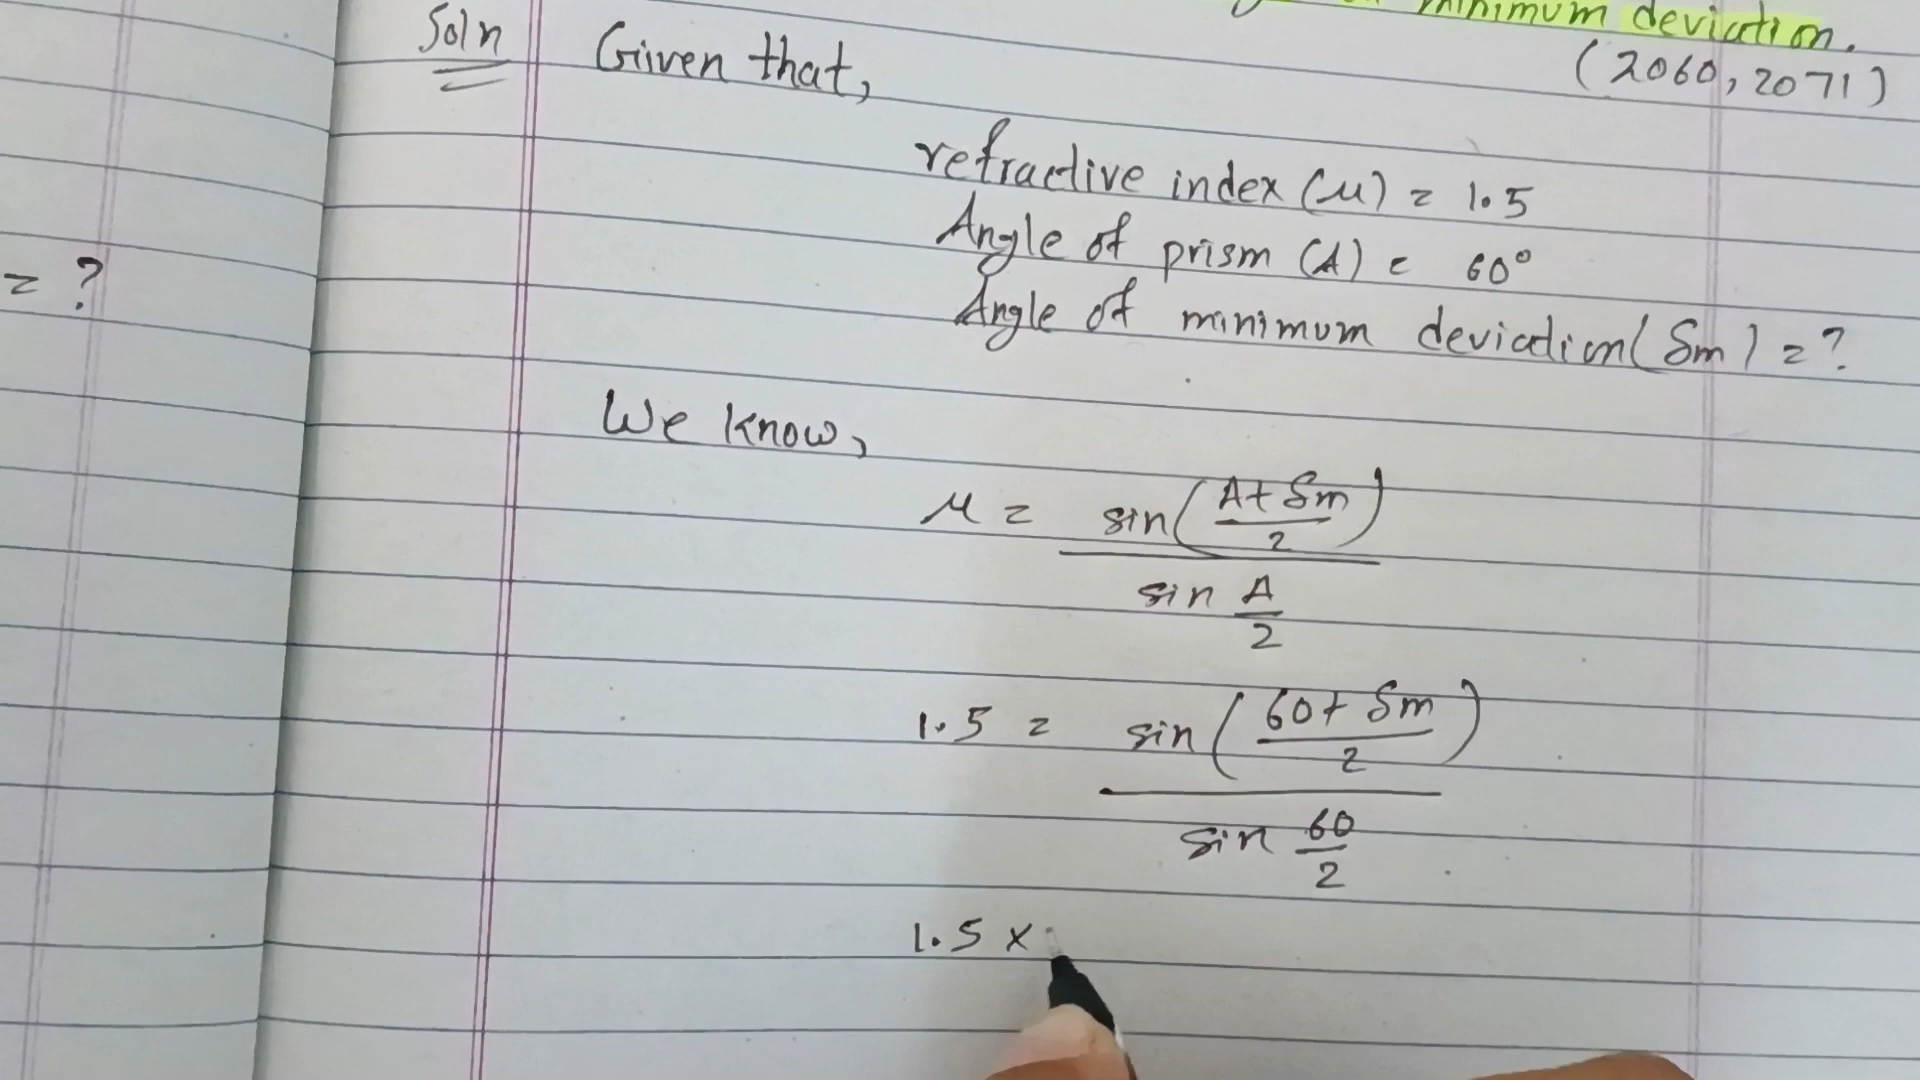 minimum deviation.
(2060, 2071)
Soln Given that,
refractive index (μ) = 1.5
Angle of prism (A) = 60°
= ?
Angle of minimum deviation (δm) = ?
We know,
μ = sin((A + δm)/2) / sin A/2
1.5 = sin((60 + δm)/2) / sin 60/2
1.5 ×